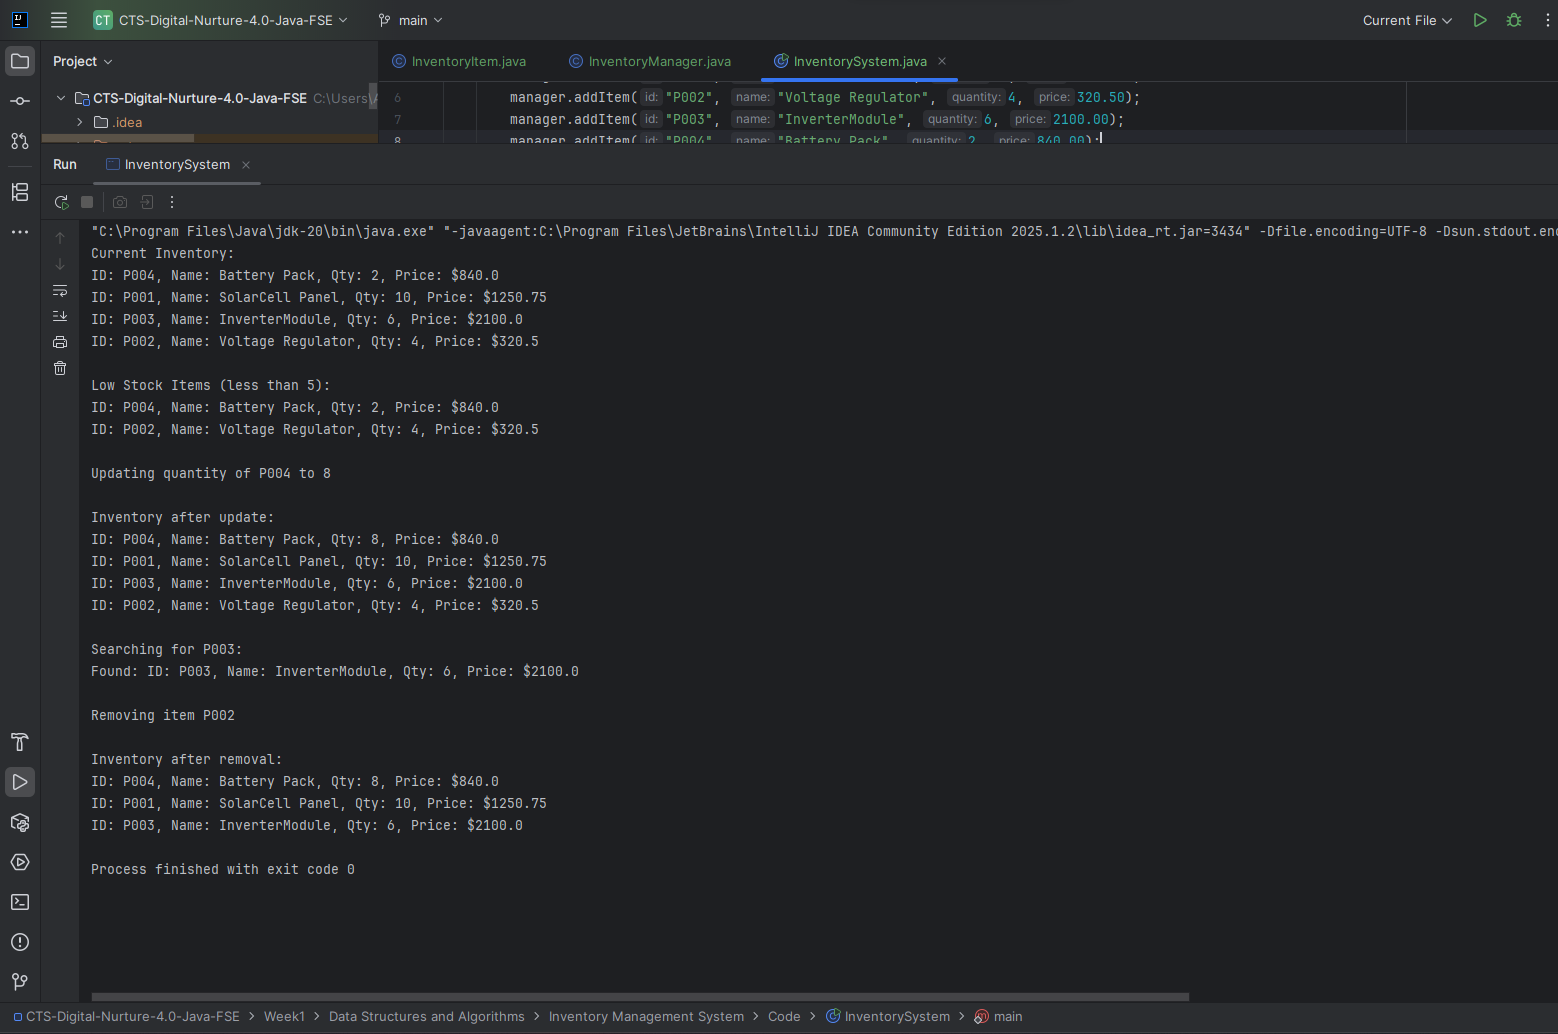 CT CTS-Digital-Nurture-4.0-Java-FSE main Current File
Project InventoryItem.java InventoryManager.java InventorySystem.java
CTS-Digital-Nurture-4.0-Java-FSE C:\Users\
.idea
6 manager.addItem( id: "P002", name: "Voltage Regulator", quantity: 4, price: 320.50);
7 manager.addItem( id: "P003", name: "InverterModule", quantity: 6, price: 2100.00);
8 manager.addItem( id: "P004", name: "Battery Pack", quantity: 2, price: 840.00);
Run InventorySystem
"C:\Program Files\Java\jdk-20\bin\java.exe" "-javaagent:C:\Program Files\JetBrains\IntelliJ IDEA Community Edition 2025.1.2\lib\idea_rt.jar=3434" -Dfile.encoding=UTF-8 -Dsun.stdout.enc
Current Inventory:
ID: P004, Name: Battery Pack, Qty: 2, Price: $840.0
ID: P001, Name: SolarCell Panel, Qty: 10, Price: $1250.75
ID: P003, Name: InverterModule, Qty: 6, Price: $2100.0
ID: P002, Name: Voltage Regulator, Qty: 4, Price: $320.5
Low Stock Items (less than 5):
ID: P004, Name: Battery Pack, Qty: 2, Price: $840.0
ID: P002, Name: Voltage Regulator, Qty: 4, Price: $320.5
Updating quantity of P004 to 8
Inventory after update:
ID: P004, Name: Battery Pack, Qty: 8, Price: $840.0
ID: P001, Name: SolarCell Panel, Qty: 10, Price: $1250.75
ID: P003, Name: InverterModule, Qty: 6, Price: $2100.0
ID: P002, Name: Voltage Regulator, Qty: 4, Price: $320.5
Searching for P003:
Found: ID: P003, Name: InverterModule, Qty: 6, Price: $2100.0
Removing item P002
Inventory after removal:
ID: P004, Name: Battery Pack, Qty: 8, Price: $840.0
ID: P001, Name: SolarCell Panel, Qty: 10, Price: $1250.75
ID: P003, Name: InverterModule, Qty: 6, Price: $2100.0
Process finished with exit code 0
CTS-Digital-Nurture-4.0-Java-FSE > Week1 > Data Structures and Algorithms > Inventory Management System > Code > InventorySystem > main